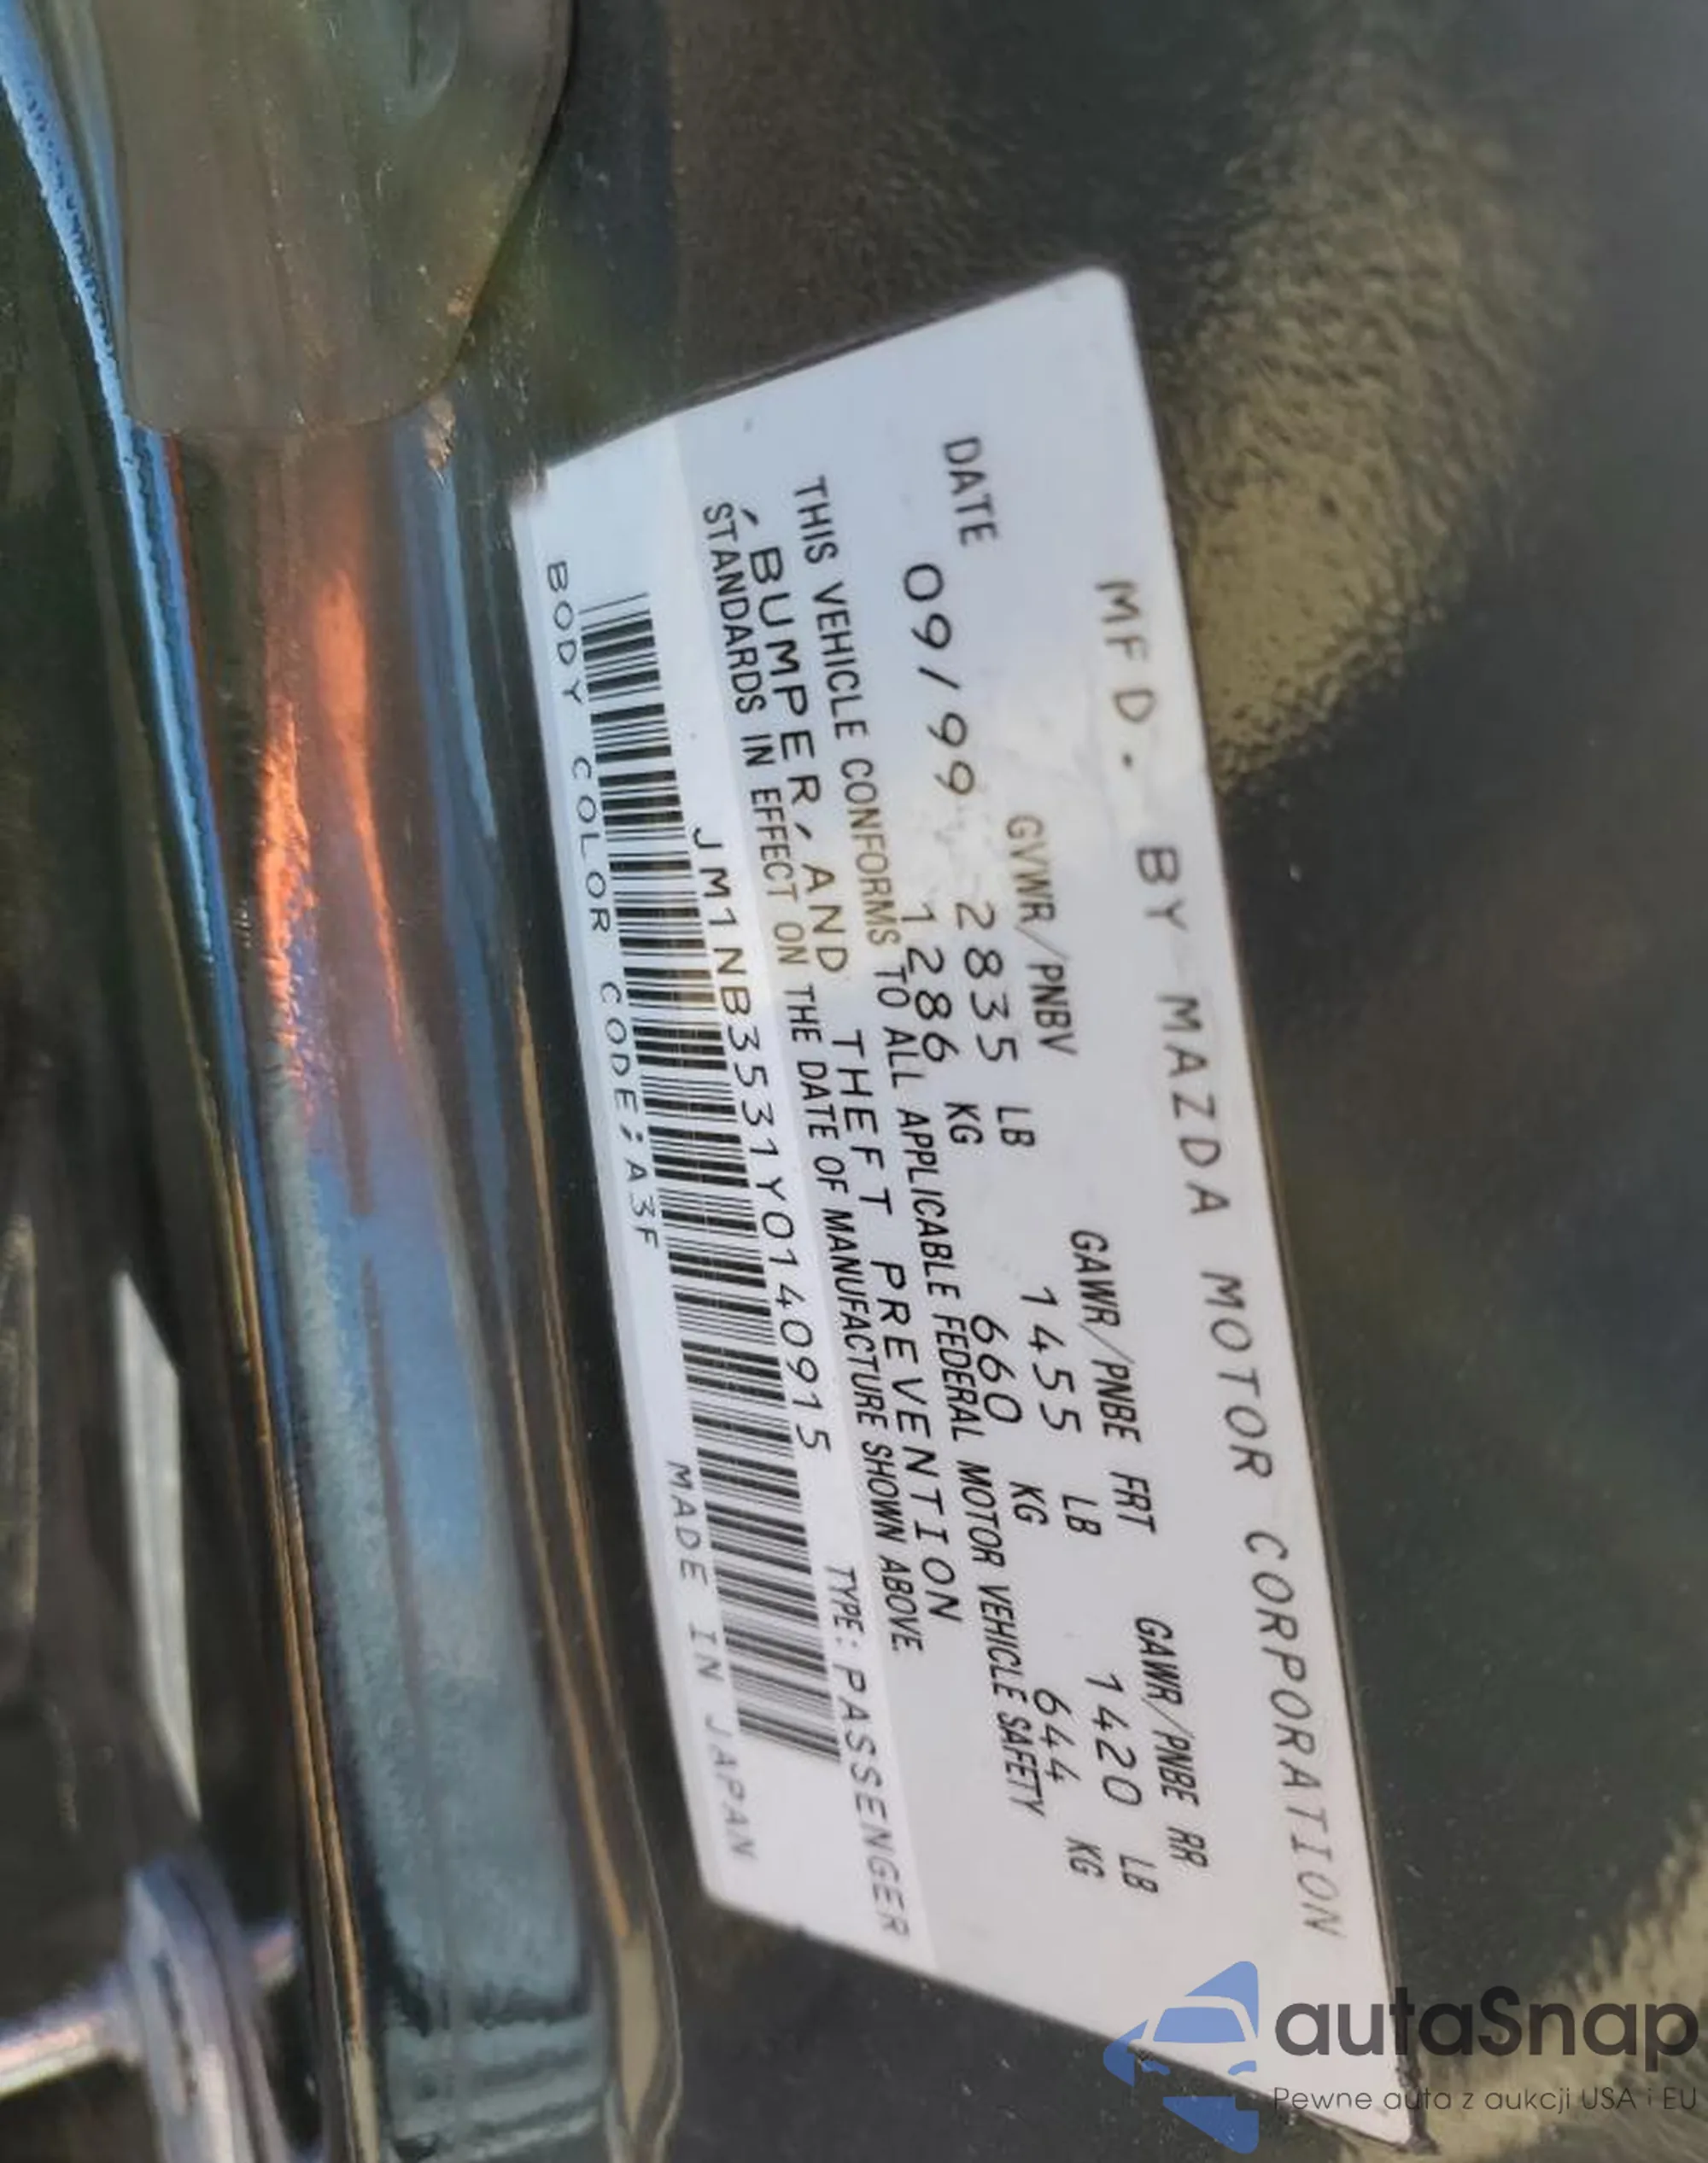 MFD. BY MAZDA MOTOR CORPORATION
GVWR/PNBV GAWR/PNBE FRT GAWR/PNBE RR
DATE 2835 LB 1455 LB 1420 LB
09/99 1286 KG 660 KG 644 KG
THIS VEHICLE CONFORMS TO ALL APPLICABLE FEDERAL MOTOR VEHICLE SAFETY
, BUMPER, AND THEFT PREVENTION
STANDARDS IN EFFECT ON THE DATE OF MANUFACTURE SHOWN ABOVE
JM1NB3531Y0140915 TYPE: PASSENGER
BODY COLOR CODE;A3F MADE IN JAPAN
autaSnap
Pewne auta z aukcji USA i EU